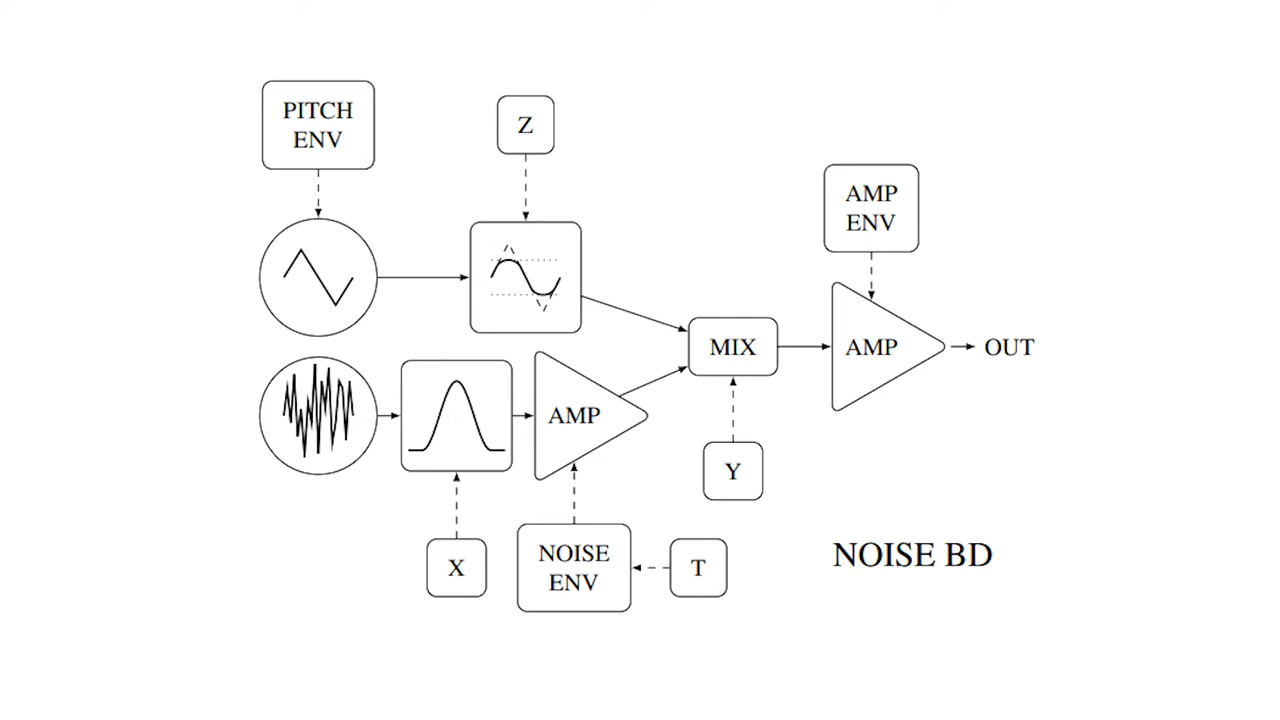 PITCH
ENV
Z
AMP
ENV
MIX
AMP
OUT
AMP
Y
X
NOISE
ENV
T
NOISE BD